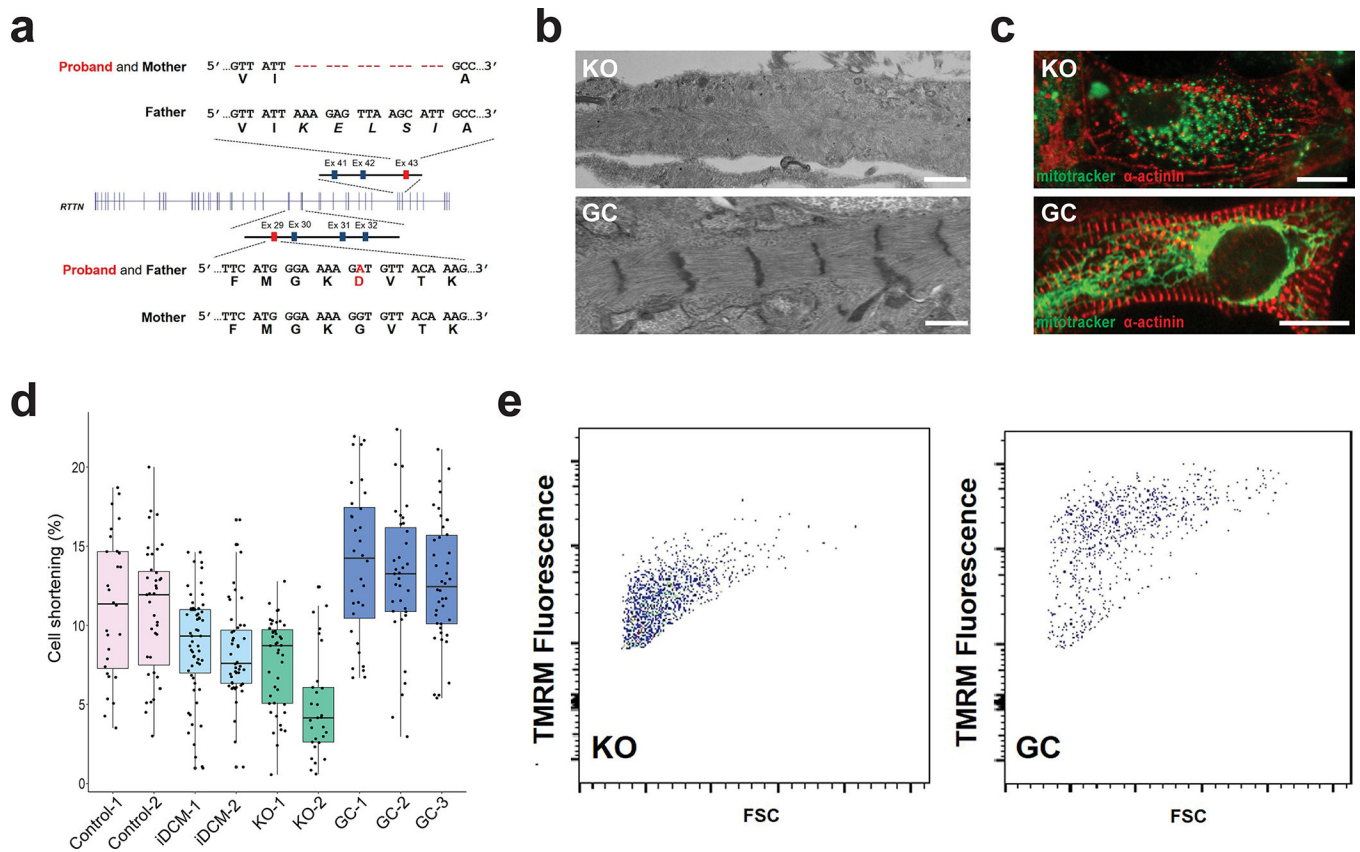 a
Proband and Mother 5′ …GTT ATT --- --- --- --- --- GCC…3′
V I A
Father 5′ …GTT ATT AAA GAG TTA AGC ATT GCC…3′
V I K E L S I A
Ex 41 Ex 42 Ex 43
RTTN
Ex 29 Ex 30 Ex 31 Ex 32
Proband and Father 5′ …TTC ATG GGA AAA GAT GTT ACA AAG…3′
F M G K D V T K
Mother 5′ …TTC ATG GGA AAA GGT GTT ACA AAG…3′
F M G K G V T K
b
KO
GC
c
KO
mitotracker α-actinin
GC
mitotracker α-actinin
d
Cell shortening (%)
20
15
10
5
0
Control-1 Control-2 iDCM-1 iDCM-2 KO-1 KO-2 GC-1 GC-2 GC-3
e
TMRM Fluorescence
KO
FSC
TMRM Fluorescence
GC
FSC